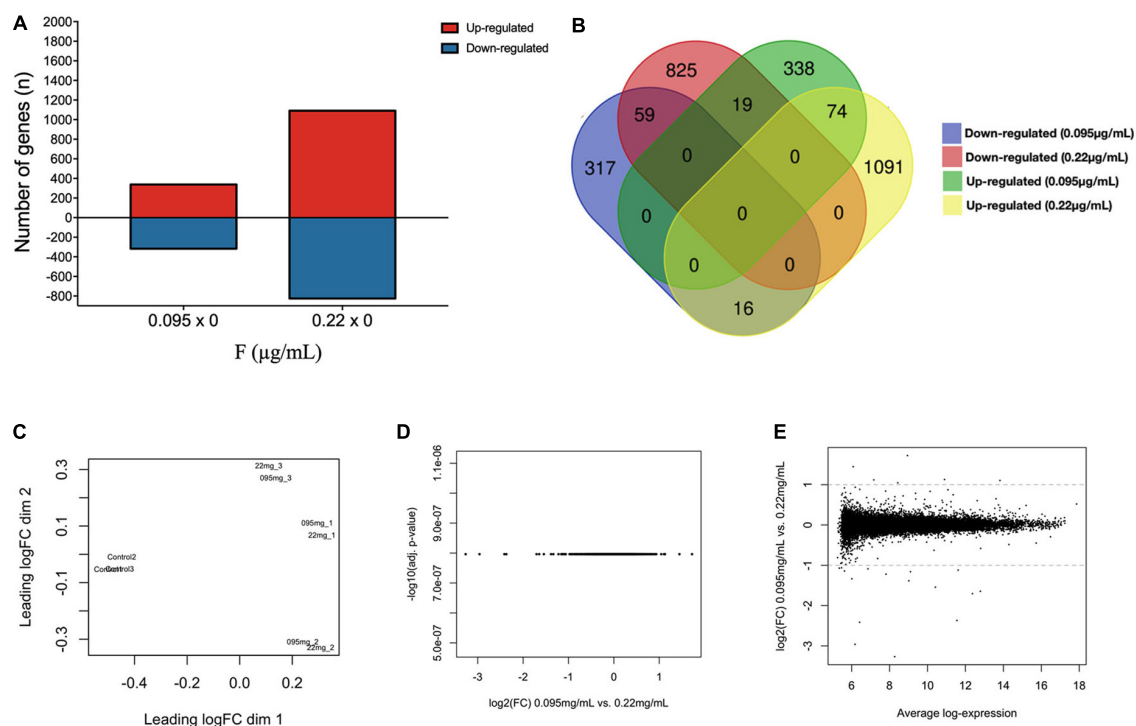 A
Number of genes (n)
2000
1800
1600
1400
1200
1000
800
600
400
200
0
-200
-400
-600
-800
0.095 x 0
0.22 x 0
F (µg/mL)
Up-regulated
Down-regulated
B
825
338
59
19
74
317
0
0
1091
0
0
0
0
0
16
Down-regulated (0.095µg/mL)
Down-regulated (0.22µg/mL)
Up-regulated (0.095µg/mL)
Up-regulated (0.22µg/mL)
C
Leading logFC dim 2
0.3
0.1
-0.1
-0.3
22mg_3
095mg_3
095mg_1
22mg_1
Control2
Control3
095mg_2
22mg_2
-0.4
-0.2
0.0
0.2
Leading logFC dim 1
D
-log10(adj. p-value)
1.1e-06
9.0e-07
7.0e-07
5.0e-07
-3
-2
-1
0
1
log2(FC) 0.095mg/mL vs. 0.22mg/mL
E
log2(FC) 0.095mg/mL vs. 0.22mg/mL
1
0
-1
-2
-3
6
8
10
12
14
16
18
Average log-expression